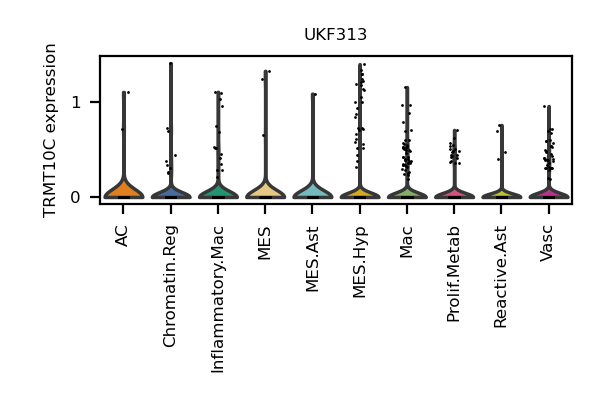 UKF313
TRMT10C expression
1
0
AC
Chromatin.Reg
Inflammatory.Mac
MES
MES.Ast
MES.Hyp
Mac
Prolif.Metab
Reactive.Ast
Vasc